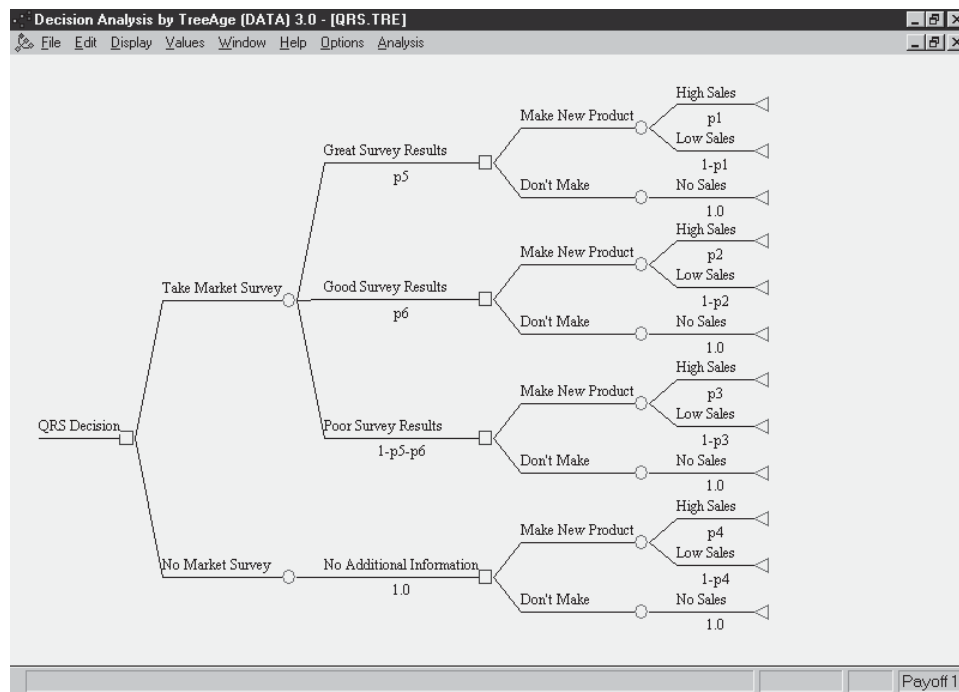 Decision Analysis by TreeAge (DATA) 3.0 - [QRS.TRE]
File Edit Display Values Window Help Options Analysis
High Sales
Make New Product
p1
Low Sales
Great Survey Results
1-p1
p5
Don't Make
No Sales
1.0
High Sales
Make New Product
p2
Low Sales
Take Market Survey
Good Survey Results
1-p2
p6
Don't Make
No Sales
1.0
High Sales
Make New Product
p3
Low Sales
QRS Decision
Poor Survey Results
1-p3
1-p5-p6
Don't Make
No Sales
1.0
High Sales
Make New Product
p4
Low Sales
No Market Survey
No Additional Information
1-p4
1.0
Don't Make
No Sales
1.0
Payoff 1